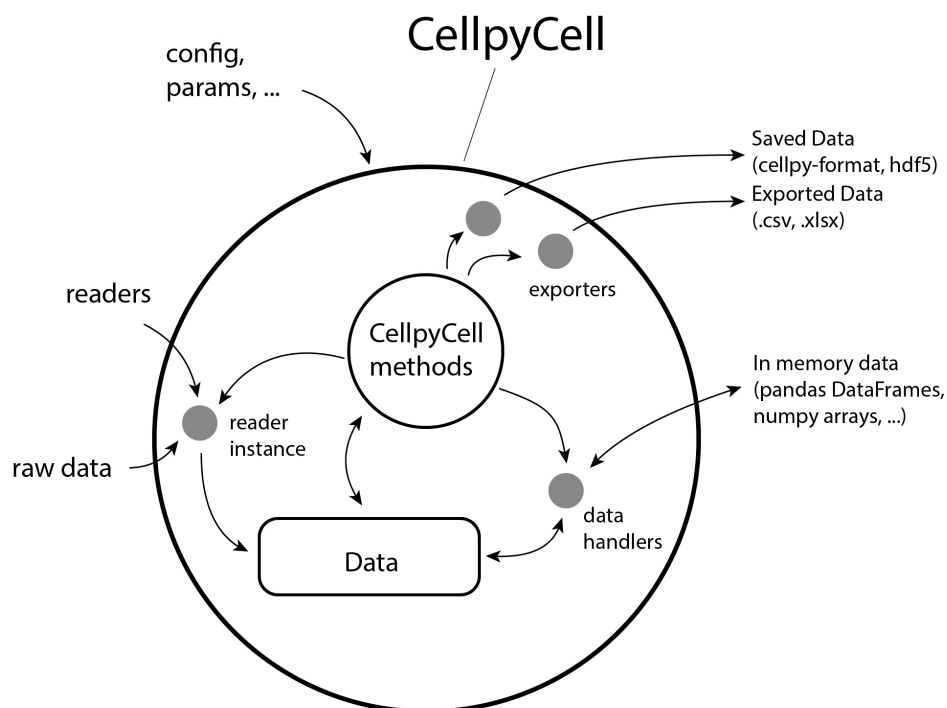 CellpyCell
config,
params, ...
Saved Data
(cellpy-format, hdf5)
Exported Data
(.csv, .xlsx)
exporters
readers
CellpyCell
methods
In memory data
(pandas DataFrames,
numpy arrays, ...)
reader
instance
raw data
data
handlers
Data